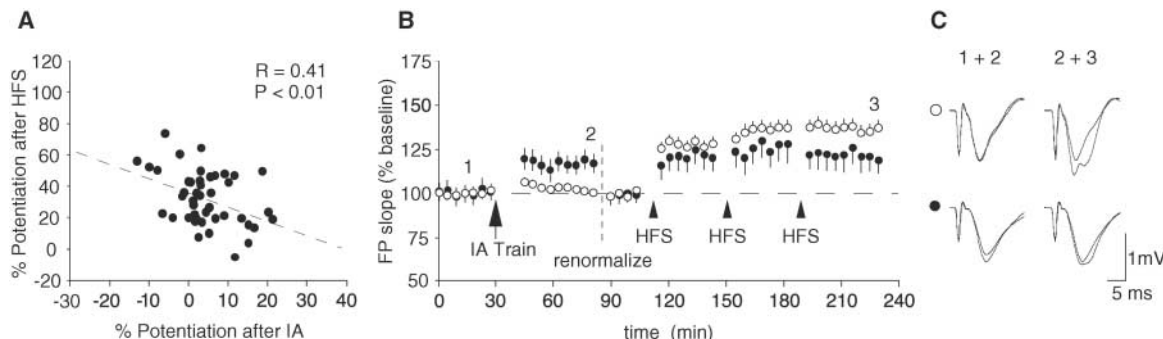 A
% Potentiation after HFS
120
100
80
60
40
20
0
-20
R = 0.41
P < 0.01
-30 -20 -10 0 10 20 30 40
% Potentiation after IA
B
FP slope (% baseline)
175
150
125
100
75
50
1
2
3
IA Train
renormalize
HFS
HFS
HFS
0 30 60 90 120 150 180 210 240
time (min)
C
1 + 2
2 + 3
1mV
5 ms